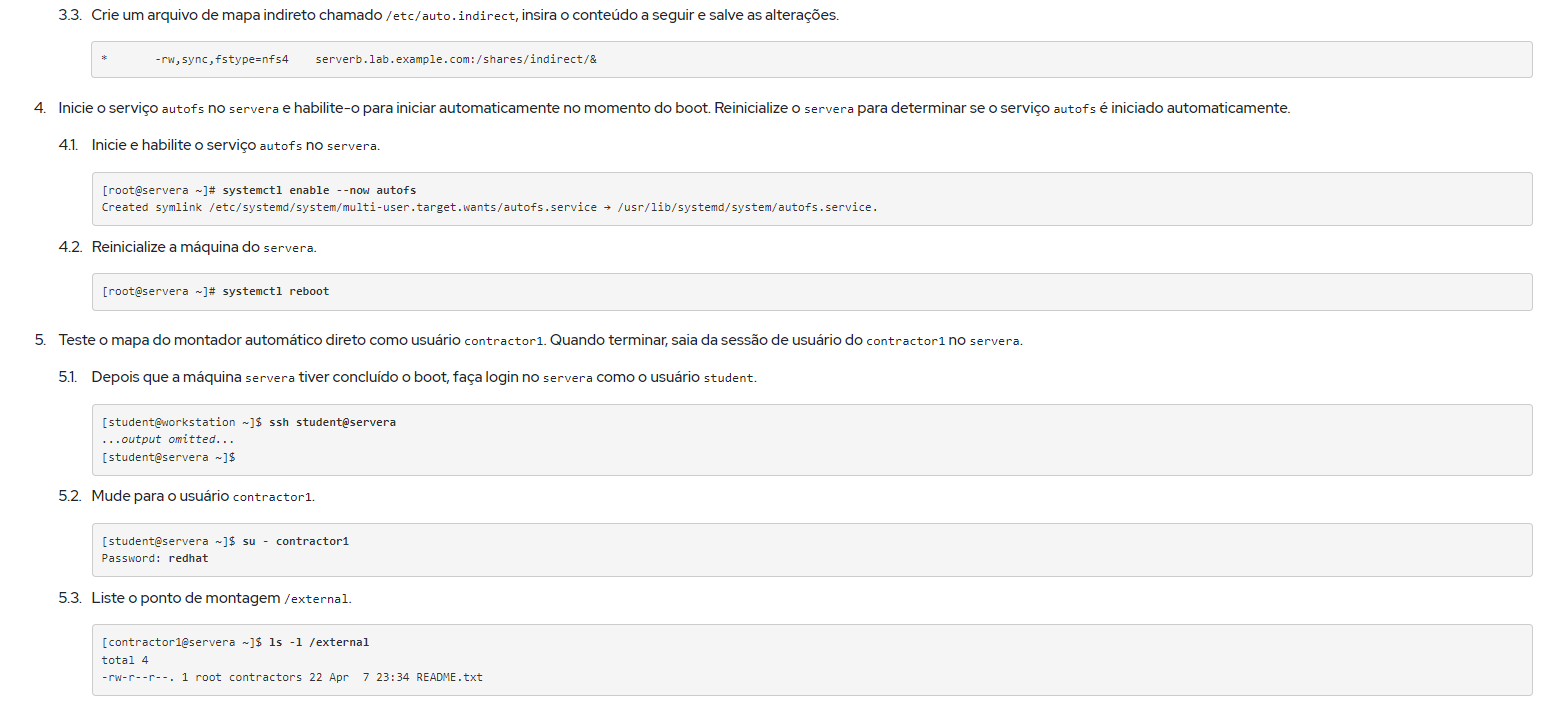 3.3. Crie um arquivo de mapa indireto chamado /etc/auto.indirect, insira o conteúdo a seguir e salve as alterações.
*       -rw,sync,fstype=nfs4    serverb.lab.example.com:/shares/indirect/&
4. Inicie o serviço autofs no servera e habilite-o para iniciar automaticamente no momento do boot. Reinicialize o servera para determinar se o serviço autofs é iniciado automaticamente.
4.1. Inicie e habilite o serviço autofs no servera.
[root@servera ~]# systemctl enable --now autofs
Created symlink /etc/systemd/system/multi-user.target.wants/autofs.service → /usr/lib/systemd/system/autofs.service.
4.2. Reinicialize a máquina do servera.
[root@servera ~]# systemctl reboot
5. Teste o mapa do montador automático direto como usuário contractor1. Quando terminar, saia da sessão de usuário do contractor1 no servera.
5.1. Depois que a máquina servera tiver concluído o boot, faça login no servera como o usuário student.
[student@workstation ~]$ ssh student@servera
...output omitted...
[student@servera ~]$
5.2. Mude para o usuário contractor1.
[student@servera ~]$ su - contractor1
Password: redhat
5.3. Liste o ponto de montagem /external.
[contractor1@servera ~]$ ls -l /external
total 4
-rw-r--r--. 1 root contractors 22 Apr  7 23:34 README.txt